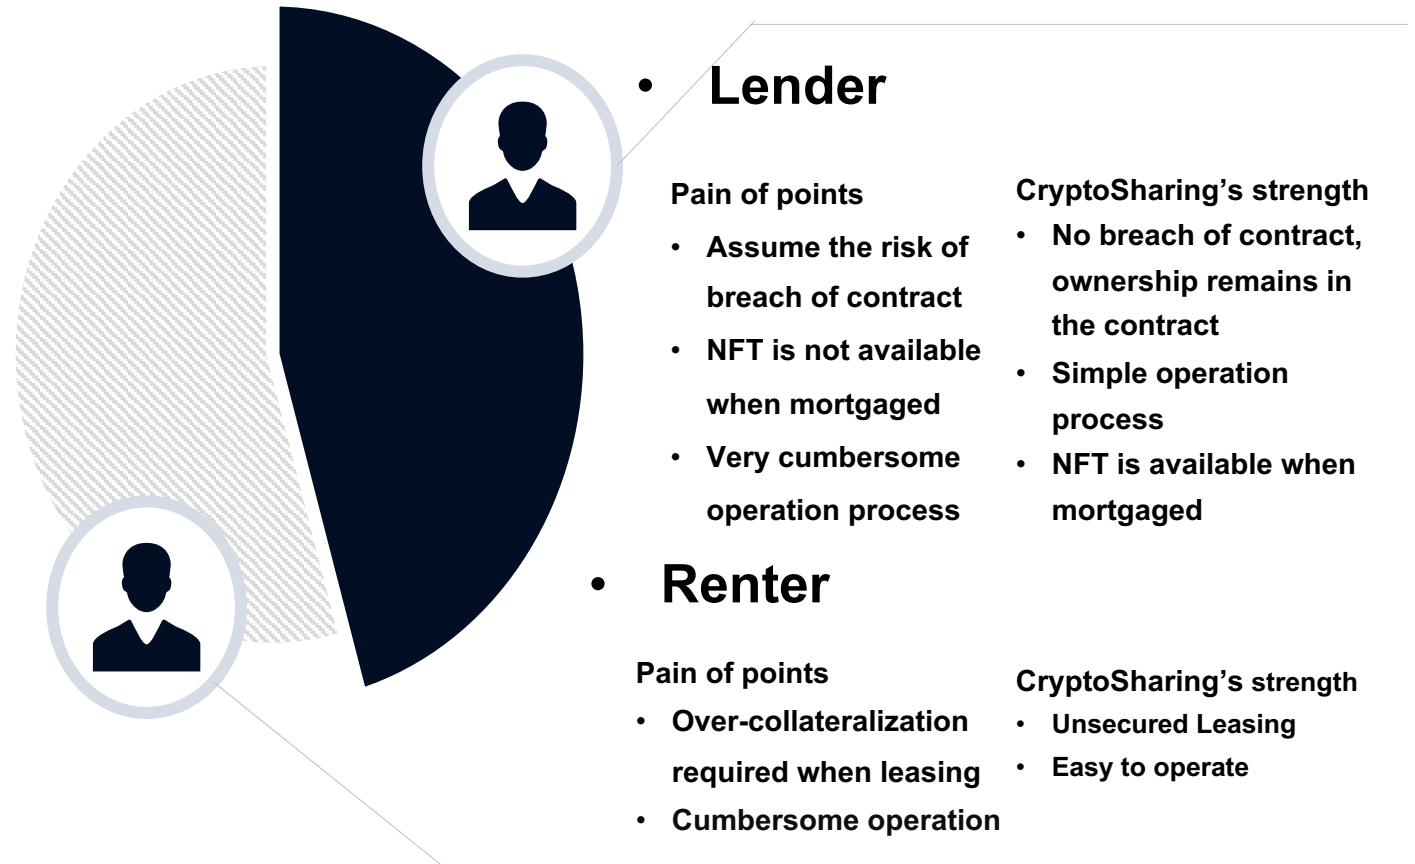 • Lender
Pain of points
• Assume the risk of
breach of contract
• NFT is not available
when mortgaged
• Very cumbersome
operation process
CryptoSharing’s strength
• No breach of contract,
ownership remains in
the contract
• Simple operation
process
• NFT is available when
mortgaged
• Renter
Pain of points
• Over-collateralization
required when leasing
• Cumbersome operation
CryptoSharing’s strength
• Unsecured Leasing
• Easy to operate